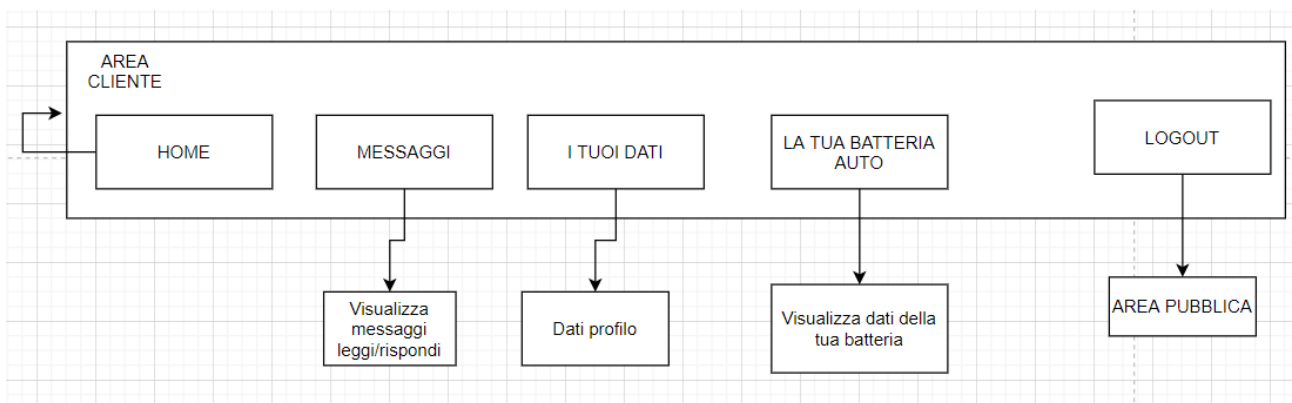 AREA
CLIENTE
HOME
MESSAGGI
I TUOI DATI
LA TUA BATTERIA
AUTO
LOGOUT
Visualizza
messaggi
leggi/rispondi
Dati profilo
Visualizza dati della
tua batteria
AREA PUBBLICA